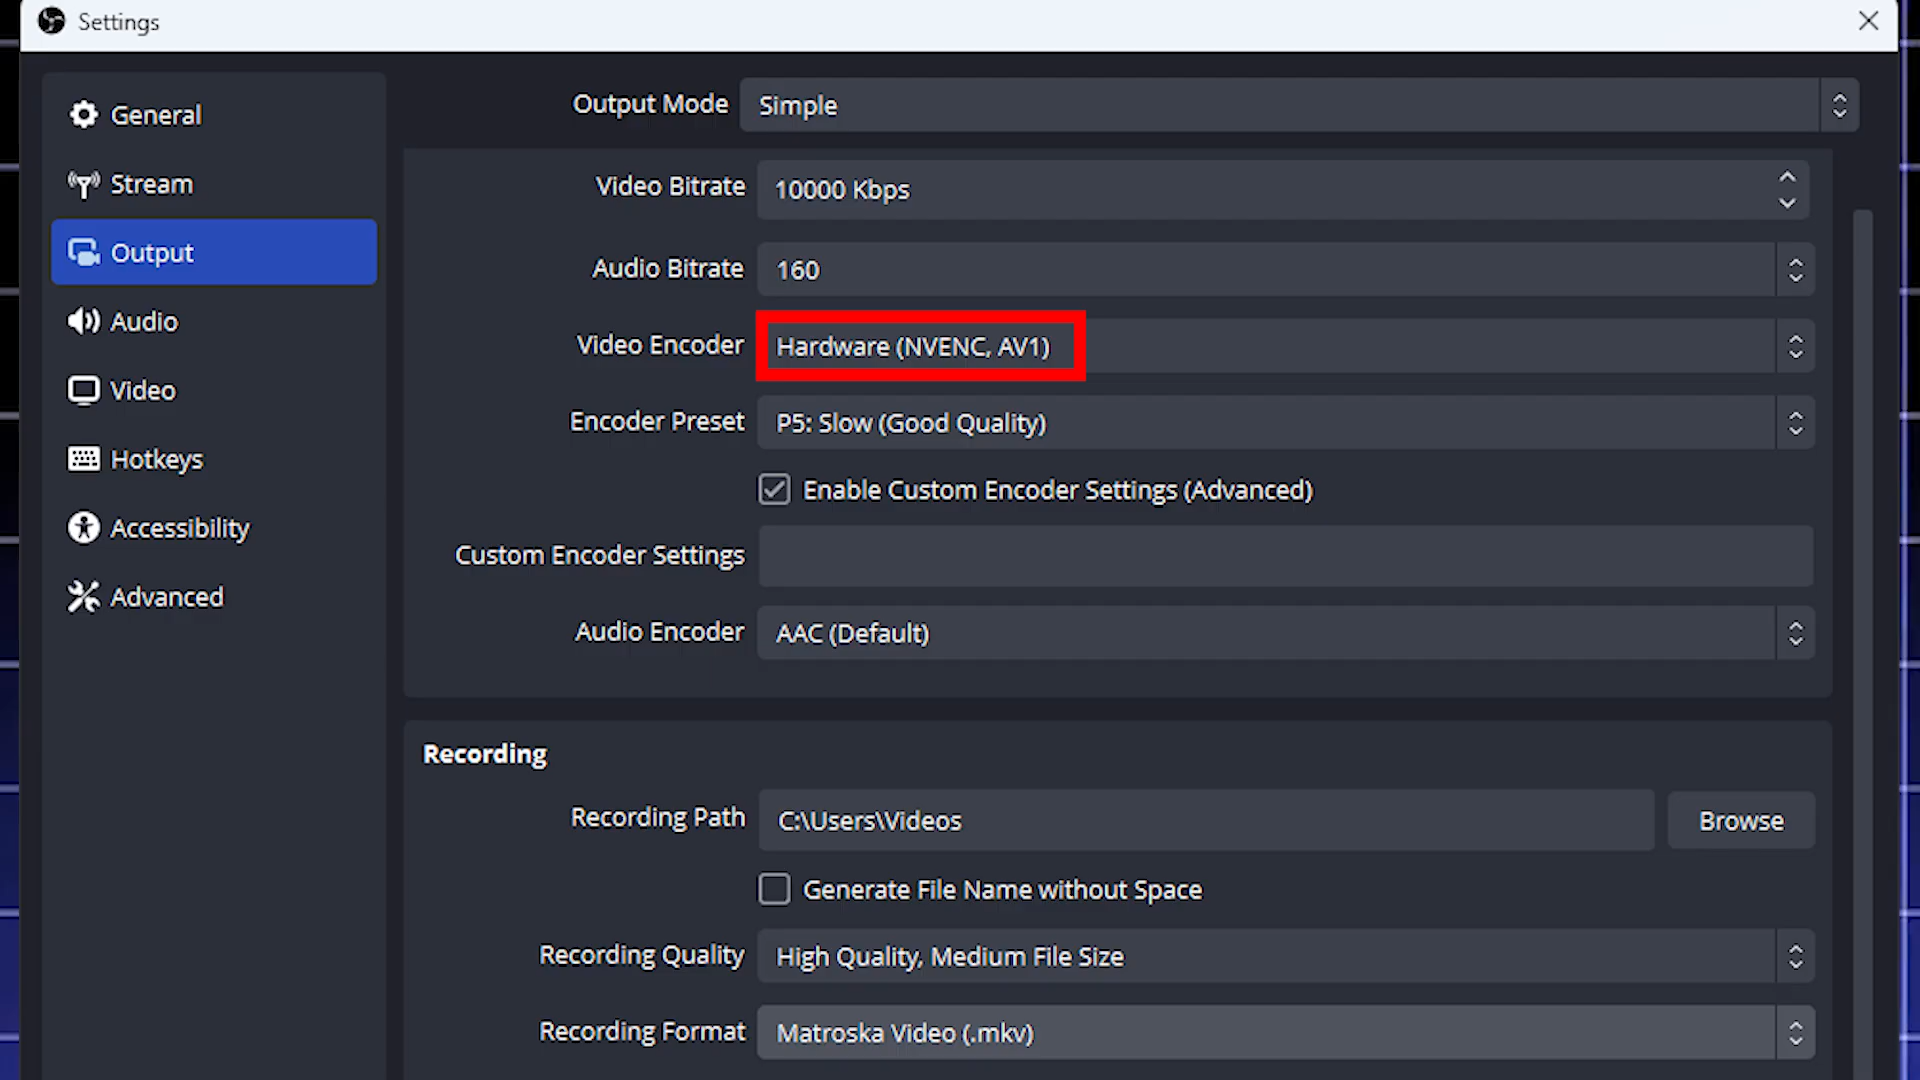 Settings
General
Stream
Output
Audio
Video
Hotkeys
Accessibility
Advanced
Output Mode Simple
Video Bitrate 10000 Kbps
Audio Bitrate 160
Video Encoder Hardware (NVENC, AV1)
Encoder Preset P5: Slow (Good Quality)
Enable Custom Encoder Settings (Advanced)
Custom Encoder Settings
Audio Encoder AAC (Default)
Recording
Recording Path C:\Users\Videos Browse
Generate File Name without Space
Recording Quality High Quality, Medium File Size
Recording Format Matroska Video (.mkv)